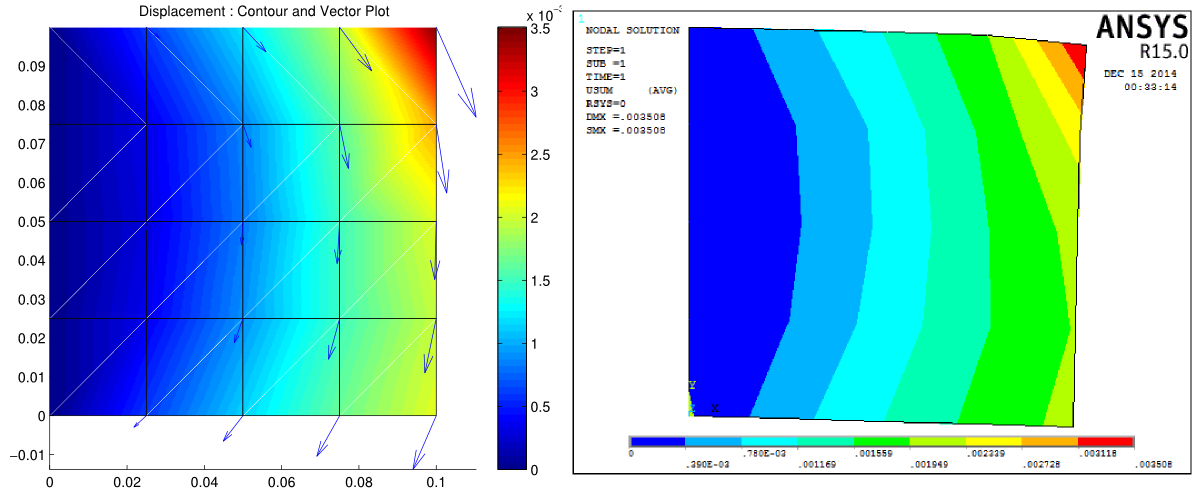 Displacement : Contour and Vector Plot
x 10⁻³
3.5
3
2.5
2
1.5
1
0.5
0
0.09
0.08
0.07
0.06
0.05
0.04
0.03
0.02
0.01
0
−0.01
0 0.02 0.04 0.06 0.08 0.1
1
NODAL SOLUTION
STEP=1
SUB =1
TIME=1
USUM (AVG)
RSYS=0
DMX =.003508
SMX =.003508
ANSYS
R15.0
DEC 15 2014
00:33:14
Y
X
0 .780E-03 .001559 .002339 .003118
.390E-03 .001169 .001949 .002728 .003508